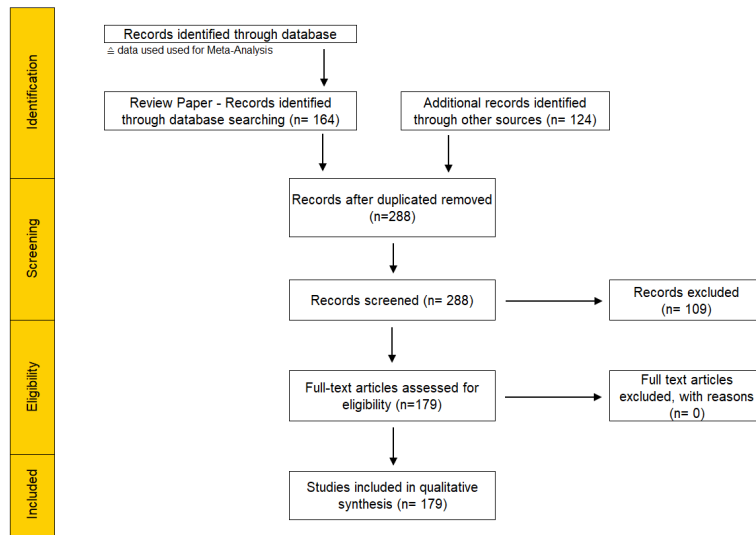 Identification
Records identified through database
≙ data used used for Meta-Analysis
Review Paper - Records identified
through database searching (n= 164)
Additional records identified
through other sources (n= 124)
Screening
Records after duplicated removed
(n=288)
Records screened (n= 288)
Records excluded
(n= 109)
Eligibility
Full-text articles assessed for
eligibility (n=179)
Full text articles
excluded, with reasons
(n= 0)
Included
Studies included in qualitative
synthesis (n= 179)